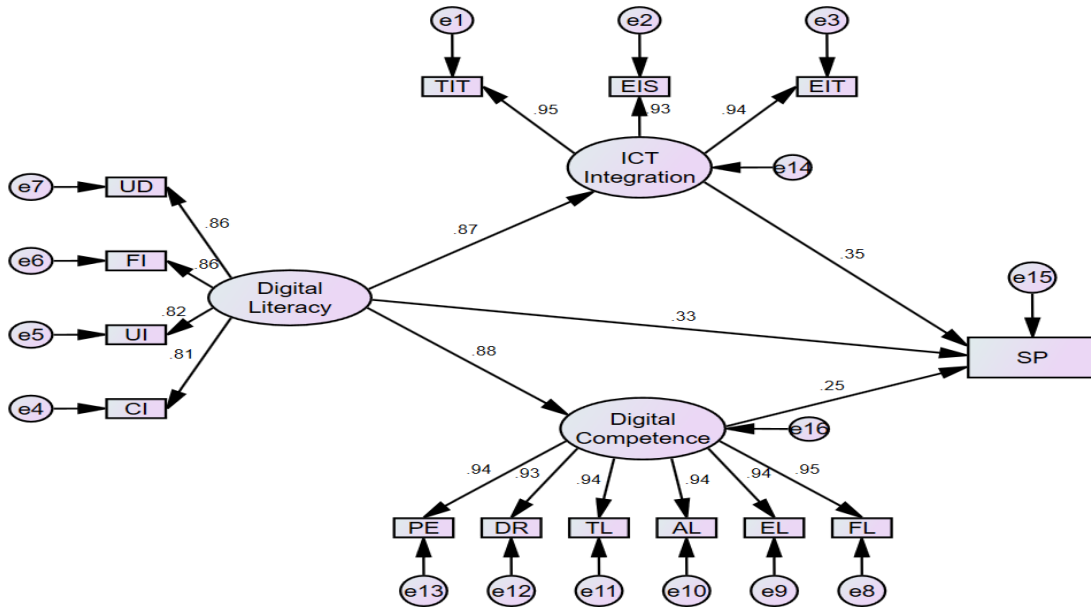 e1
e2
e3
TIT
EIS
EIT
.95
.93
.94
ICT
Integration
e14
e7
UD
.86
.87
e6
FI
.86
.35
Digital
Literacy
e15
e5
UI
.82
.33
SP
.81
.88
e4
CI
.25
Digital
Competence
e16
.94
.93
.94
.94
.94
.95
PE
DR
TL
AL
EL
FL
e13
e12
e11
e10
e9
e8